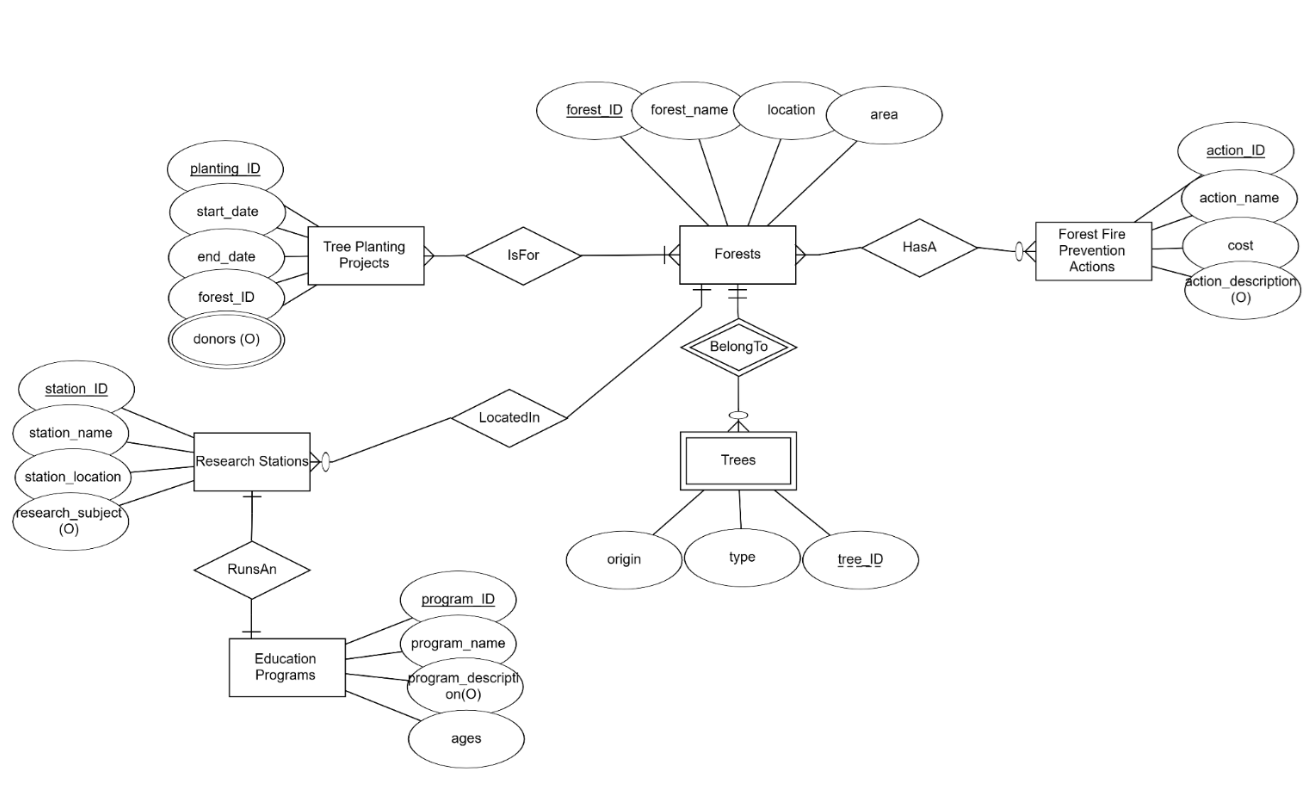 forest_ID
forest_name
location
area
action_ID
action_name
cost
action_description
(O)
planting_ID
start_date
end_date
forest_ID
donors (O)
Tree Planting
Projects
IsFor
Forests
HasA
Forest Fire
Prevention
Actions
BelongTo
station_ID
station_name
station_location
research_subject
(O)
Research Stations
LocatedIn
Trees
origin
type
tree_ID
RunsAn
program_ID
program_name
program_descripti
on(O)
ages
Education
Programs